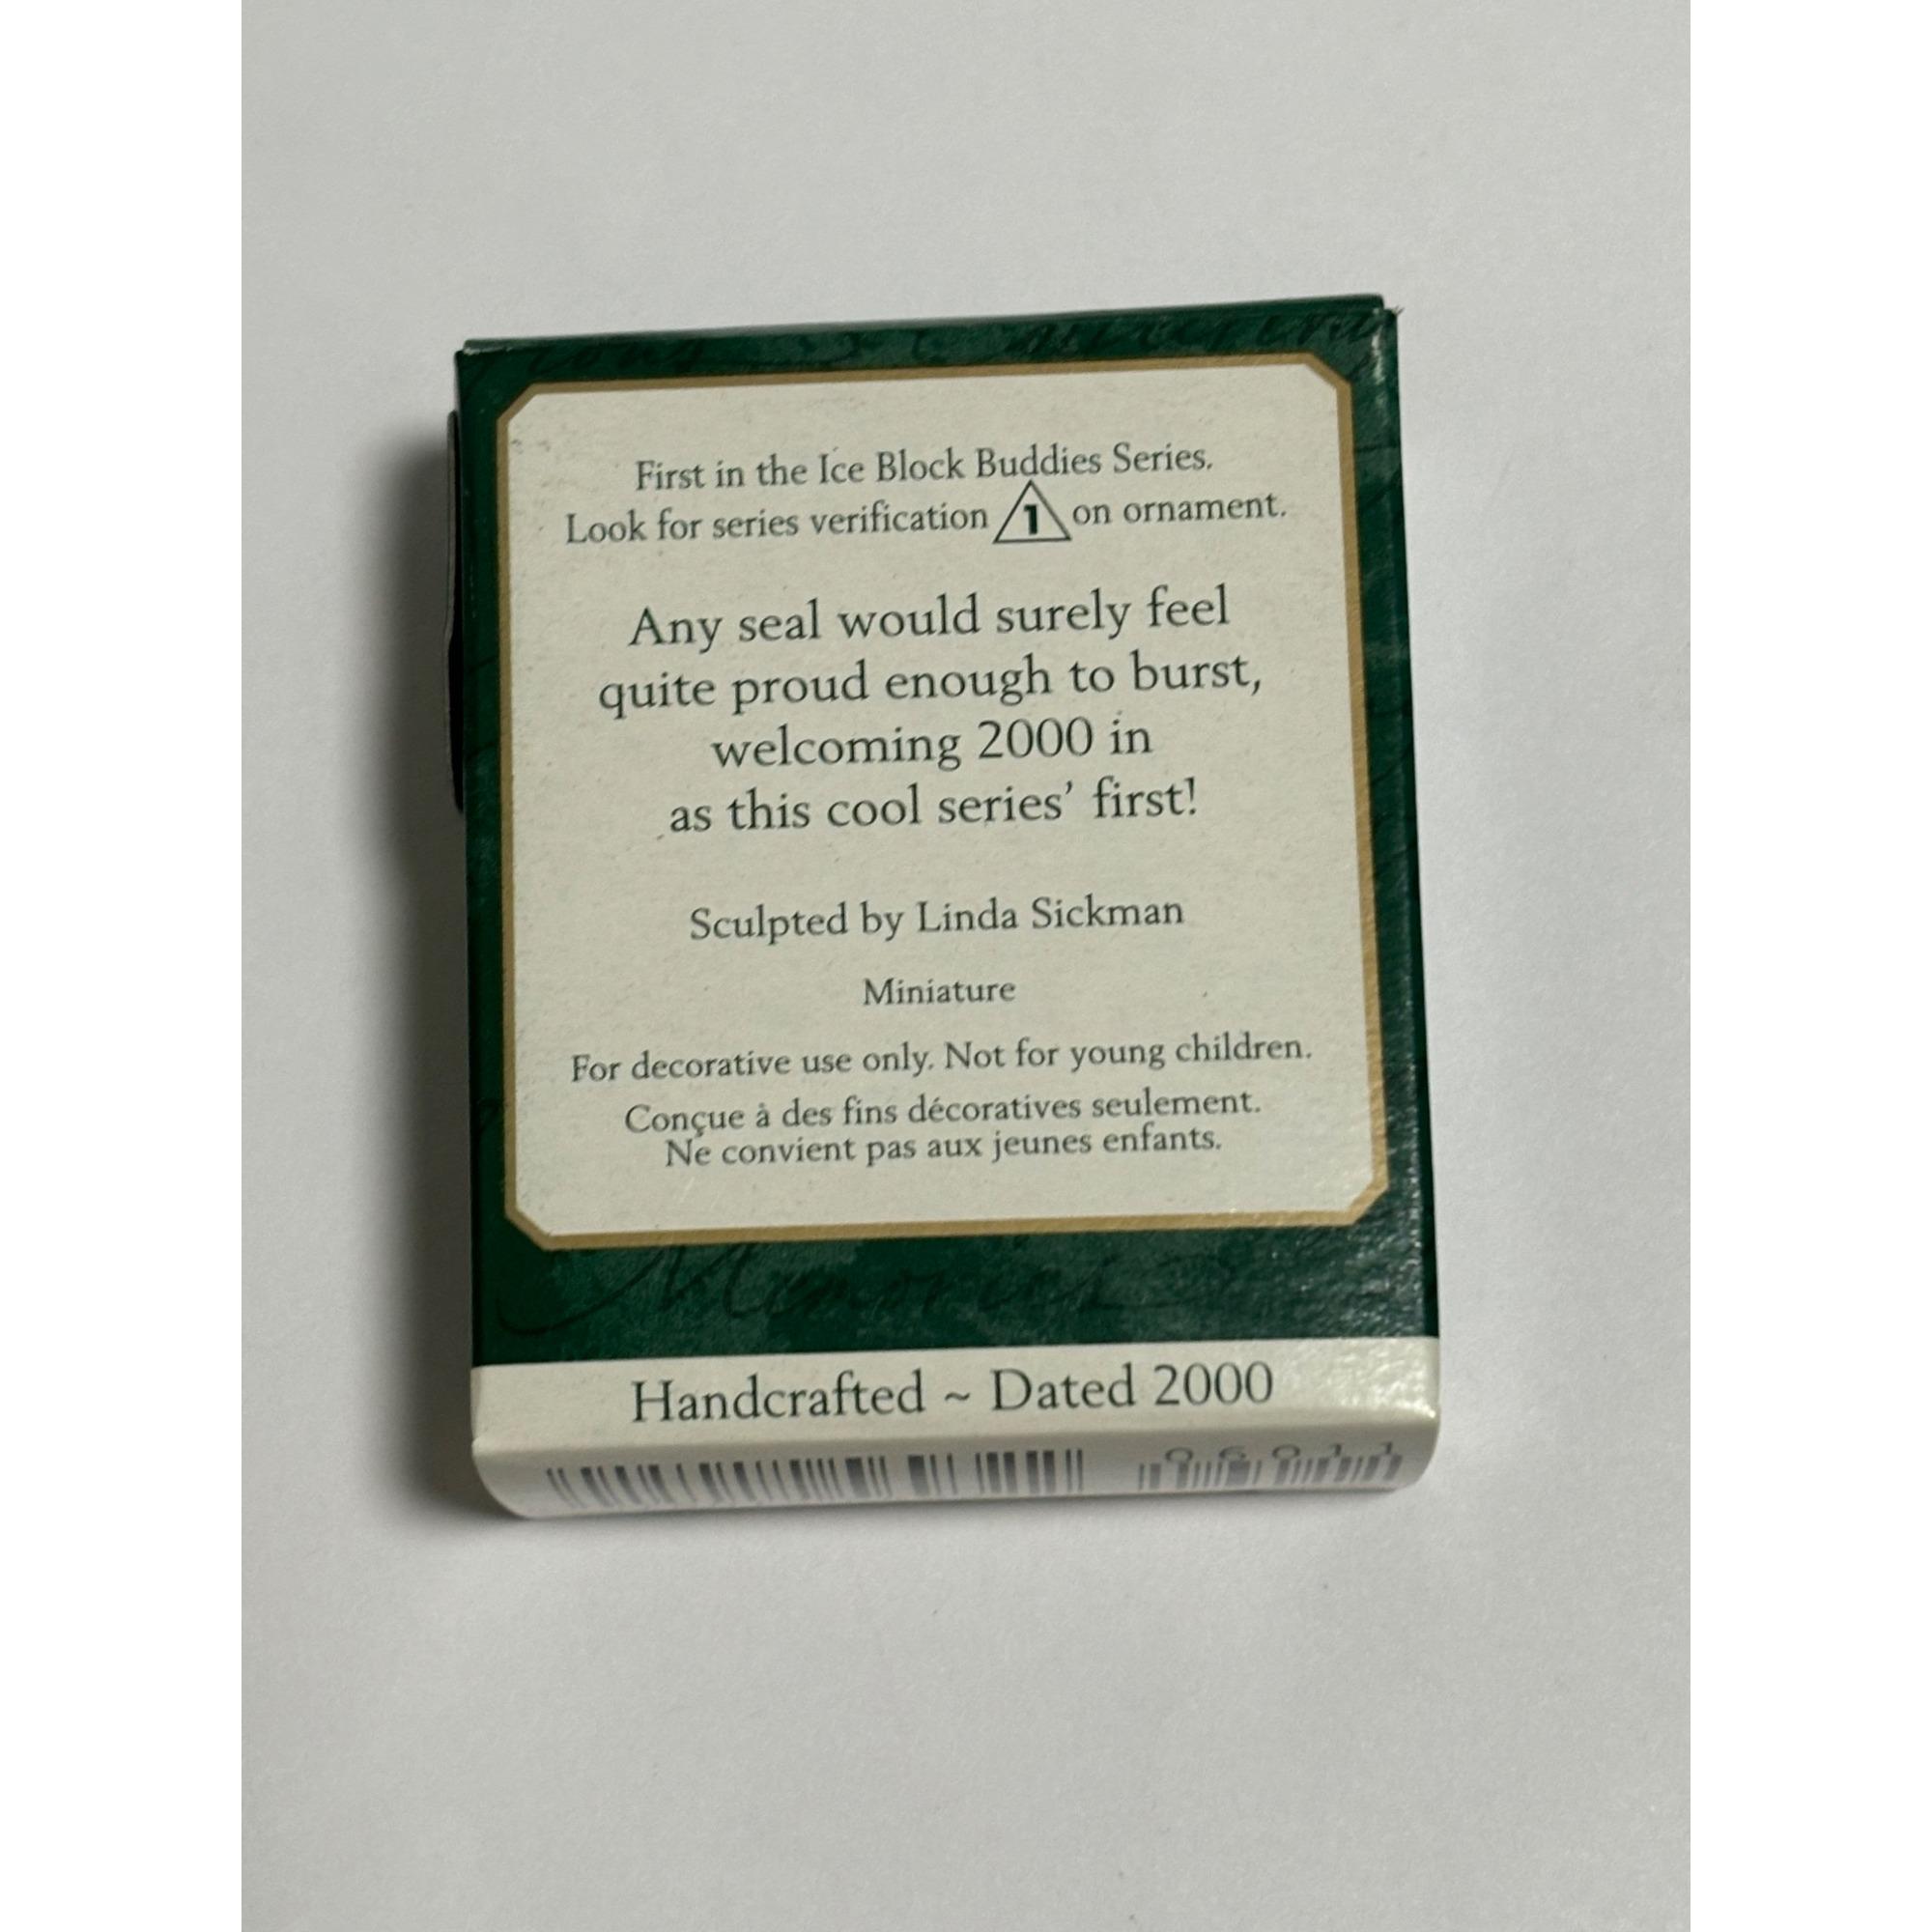 First in the Ice Block Buddies Series.
Look for series verification 1 on ornament.
Any seal would surely feel
quite proud enough to burst,
welcoming 2000 in
as this cool series’ first!
Sculpted by Linda Sickman
Miniature
For decorative use only. Not for young children.
Conçue à des fins décoratives seulement.
Ne convient pas aux jeunes enfants.
Memories
Handcrafted ~ Dated 2000